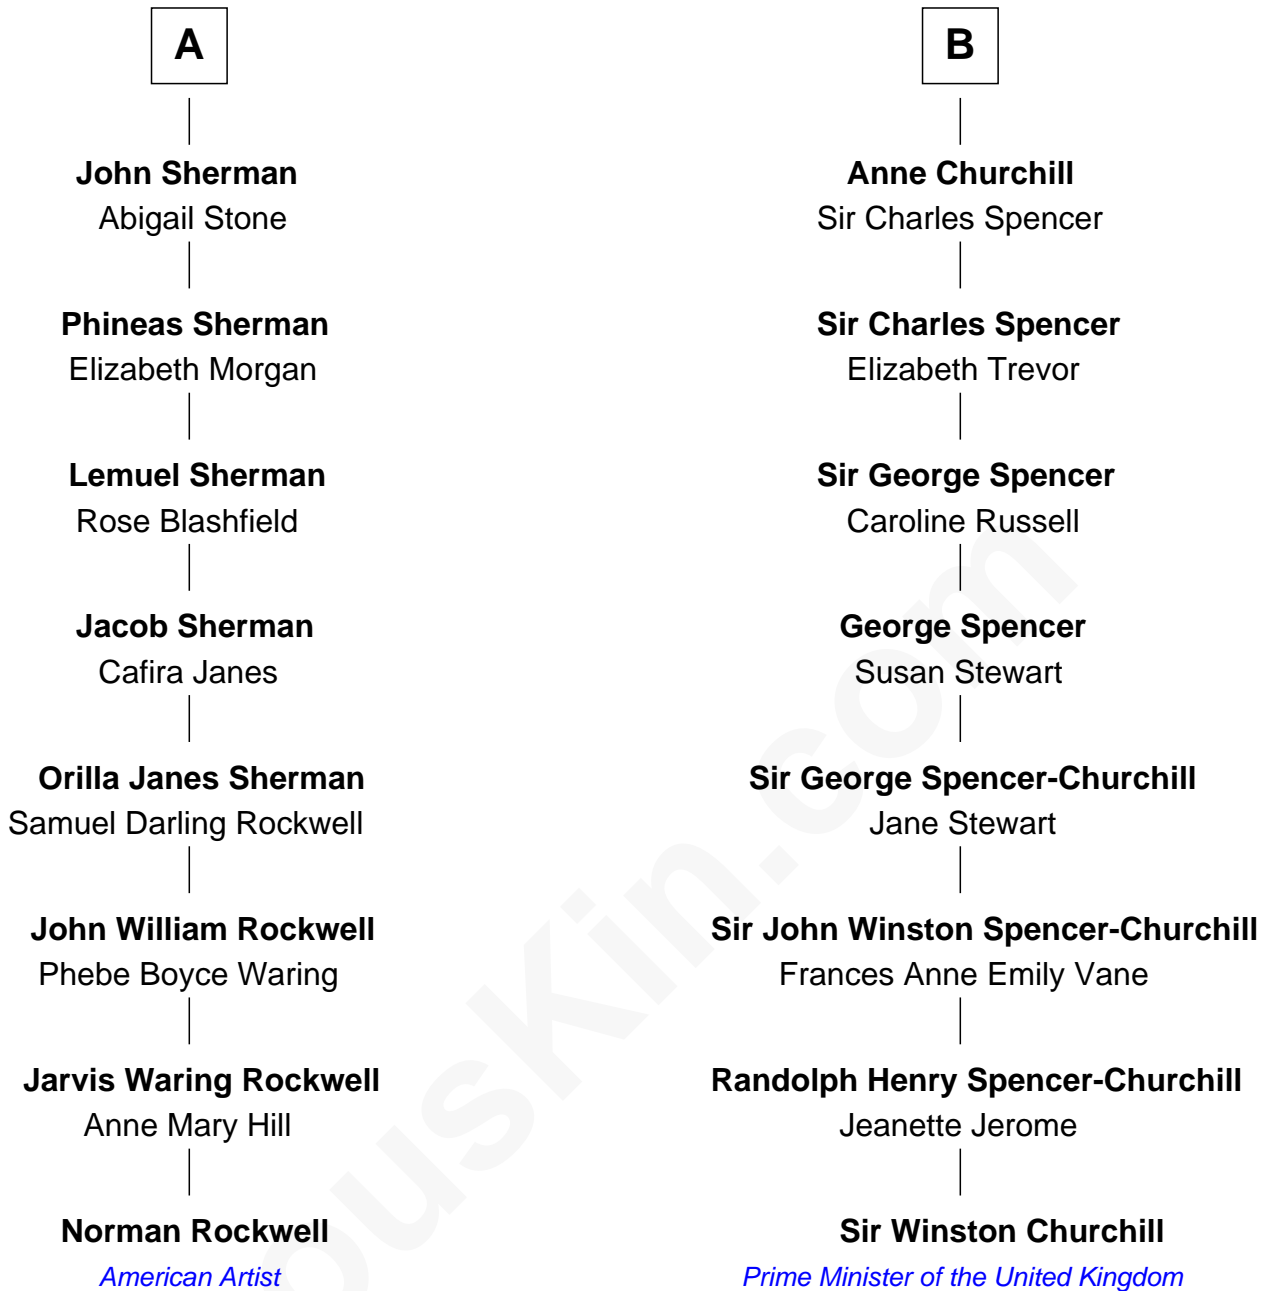 A
John Sherman
Abigail Stone
Phineas Sherman
Elizabeth Morgan
Lemuel Sherman
Rose Blashfield
Jacob Sherman
Cafira Janes
Orilla Janes Sherman
Samuel Darling Rockwell
John William Rockwell
Phebe Boyce Waring
Jarvis Waring Rockwell
Anne Mary Hill
Norman Rockwell
American Artist
B
Anne Churchill
Sir Charles Spencer
Sir Charles Spencer
Elizabeth Trevor
Sir George Spencer
Caroline Russell
George Spencer
Susan Stewart
Sir George Spencer-Churchill
Jane Stewart
Sir John Winston Spencer-Churchill
Frances Anne Emily Vane
Randolph Henry Spencer-Churchill
Jeanette Jerome
Sir Winston Churchill
Prime Minister of the United Kingdom
ousKin.com